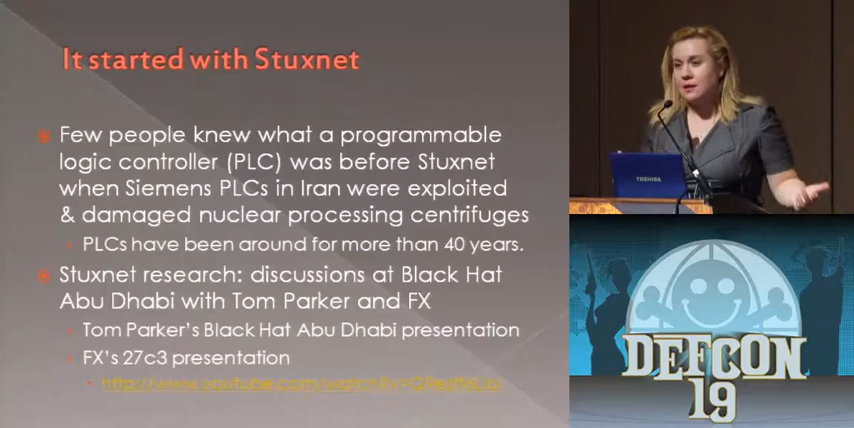 It started with Stuxnet
Few people knew what a programmable
logic controller (PLC) was before Stuxnet
when Siemens PLCs in Iran were exploited
& damaged nuclear processing centrifuges
PLCs have been around for more than 40 years.
Stuxnet research: discussions at Black Hat
Abu Dhabi with Tom Parker and FX
Tom Parker's Black Hat Abu Dhabi presentation
FX's 27c3 presentation
TOSHIBA
DEFCON
19